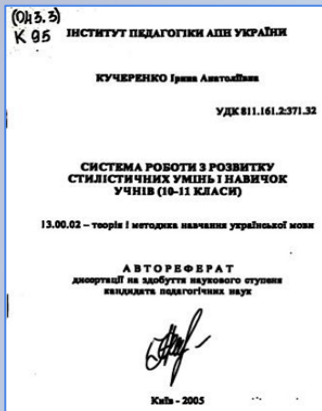 (043.3)
К 95
ІНСТИТУТ ПЕДАГОГІКИ АПН УКРАЇНИ
КУЧЕРЕНКО Ірина Анатоліївна
УДК 811.161.2:371.32
СИСТЕМА РОБОТИ З РОЗВИТКУ
СТИЛІСТИЧНИХ УМІНЬ І НАВИЧОК
УЧНІВ (10-11 КЛАСИ)
13.00.02 – теорія і методика навчання української мови
АВТОРЕФЕРАТ
дисертації на здобуття наукового ступеня
кандидата педагогічних наук
Київ - 2005